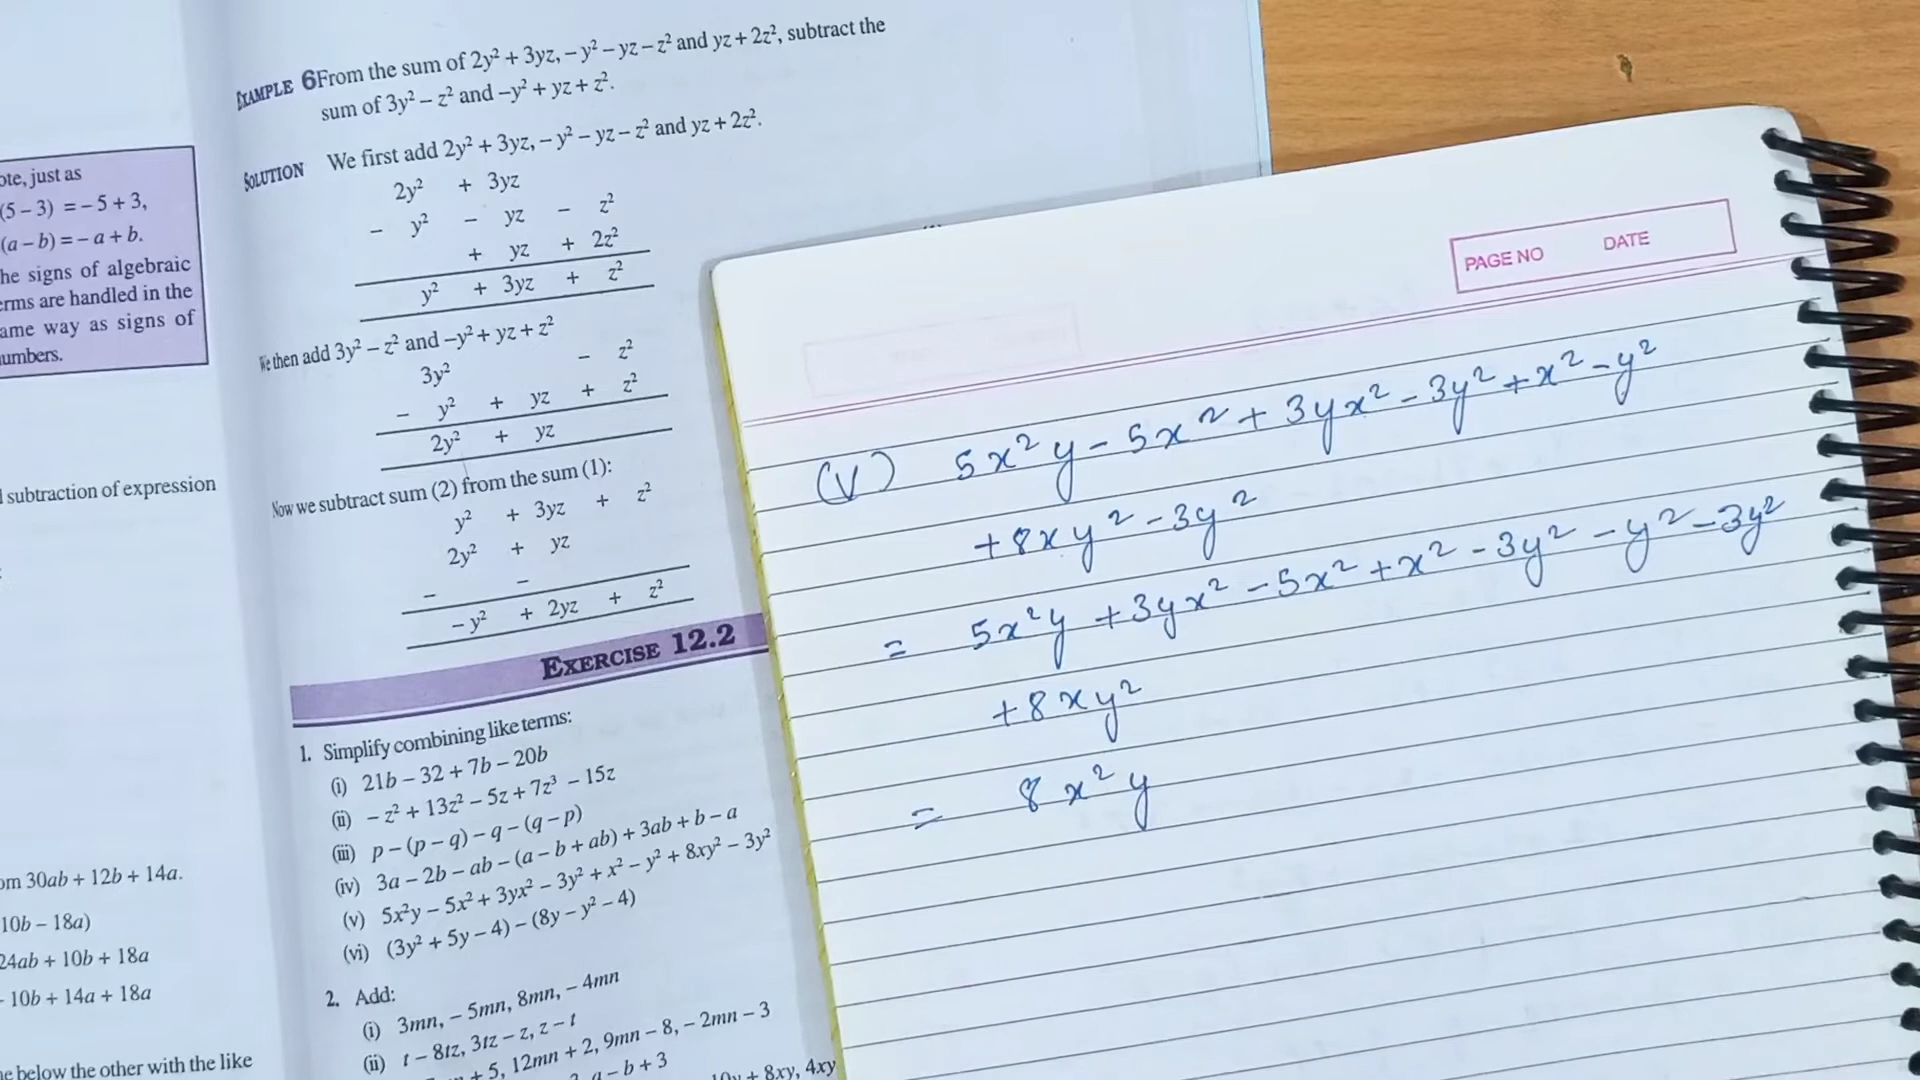 EXAMPLE 6 From the sum of 2y² + 3yz, – y² – yz – z² and yz + 2z², subtract the
sum of 3y² – z² and –y² + yz + z².
SOLUTION We first add 2y² + 3yz, – y² – yz – z² and yz + 2z².
2y² + 3yz
– y² – yz – z²
+ yz + 2z²
y² + 3yz + z²
We then add 3y² – z² and –y² + yz + z²
3y² – z²
– y² + yz + z²
2y² + yz
Now we subtract sum (2) from the sum (1):
y² + 3yz + z²
2y² + yz
– –
– y² + 2yz + z²
EXERCISE 12.2
1. Simplify combining like terms:
(i) 21b – 32 + 7b – 20b
(ii) – z² + 13z² – 5z + 7z³ – 15z
(iii) p – (p – q) – q – (q – p)
(iv) 3a – 2b – ab – (a – b + ab) + 3ab + b – a
(v) 5x²y – 5x² + 3yx² – 3y² + x² – y² + 8xy² – 3y²
(vi) (3y² + 5y – 4) – (8y – y² – 4)
2. Add:
(i) 3mn, – 5mn, 8mn, – 4mn
(ii) t – 8tz, 3tz – z, z – t
+ 5, 12mn + 2, 9mn – 8, – 2mn – 3
a – b + 3
+ 8xy, 4xy
ote, just as
(5 – 3) = – 5 + 3,
(a – b) = – a + b.
he signs of algebraic
erms are handled in the
ame way as signs of
umbers.
subtraction of expression
om 30ab + 12b + 14a.
10b – 18a)
24ab + 10b + 18a
– 10b + 14a + 18a
e below the other with the like
PAGE NO DATE
(V) 5x²y – 5x² + 3yx² – 3y² + x² – y²
+ 8xy² – 3y²
= 5x²y + 3yx² – 5x² + x² – 3y² – y² – 3y²
+ 8xy²
= 8x²y